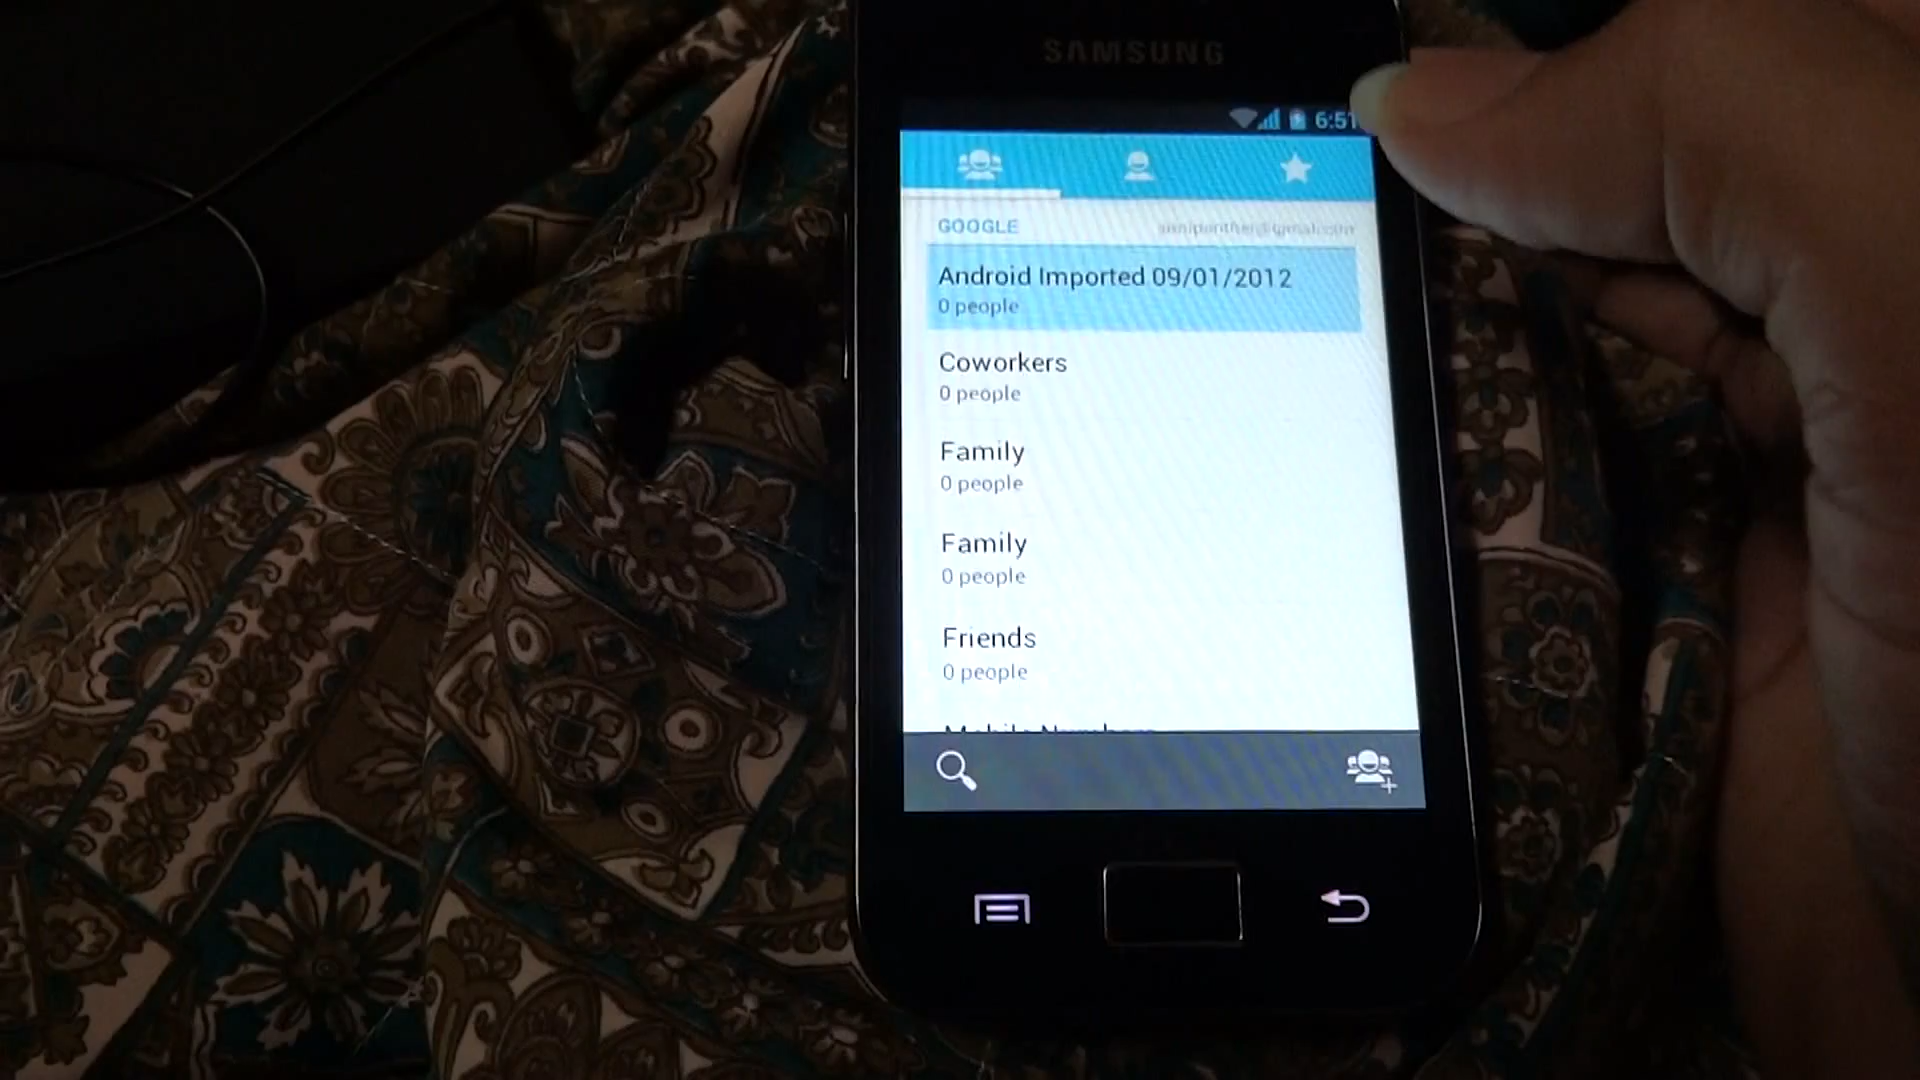 SAMSUNG
6:51
GOOGLE
Android Imported 09/01/2012
0 people
Coworkers
0 people
Family
0 people
Family
0 people
Friends
0 people